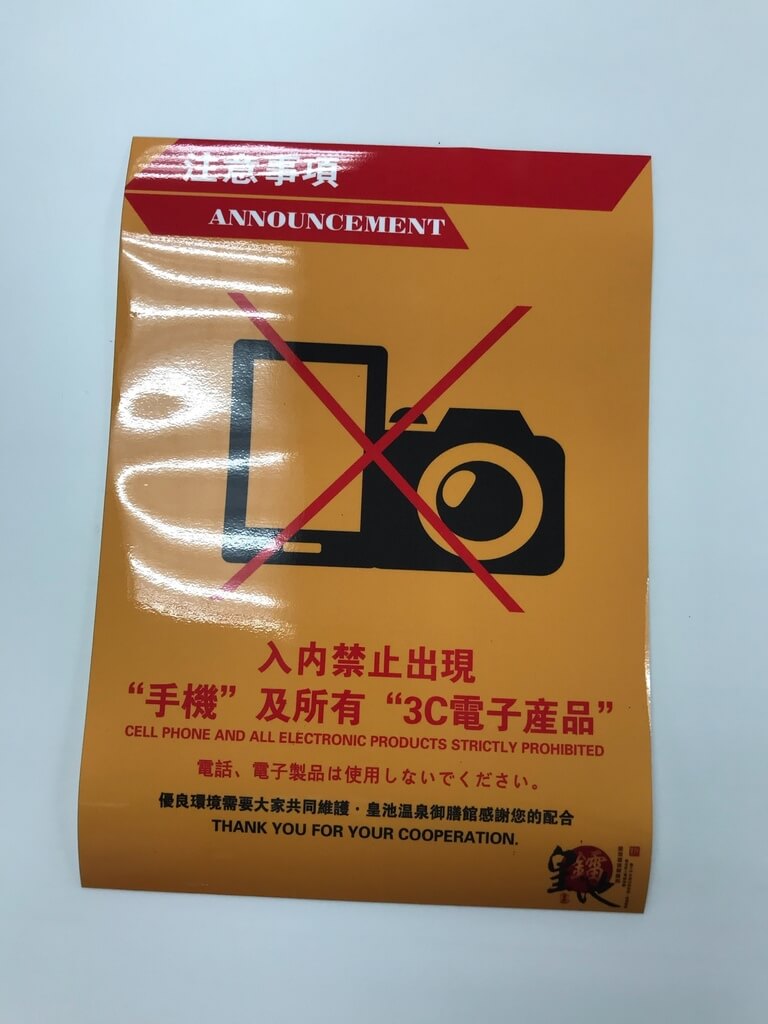 注意事項
ANNOUNCEMENT
入内禁止出現
“手機”及所有“3C電子産品”
CELL PHONE AND ALL ELECTRONIC PRODUCTS STRICTLY PROHIBITED
電話、電子製品は使用しないでください。
優良環境需要大家共同維護・皇池溫泉御膳館感謝您的配合
THANK YOU FOR YOUR COOPERATION.